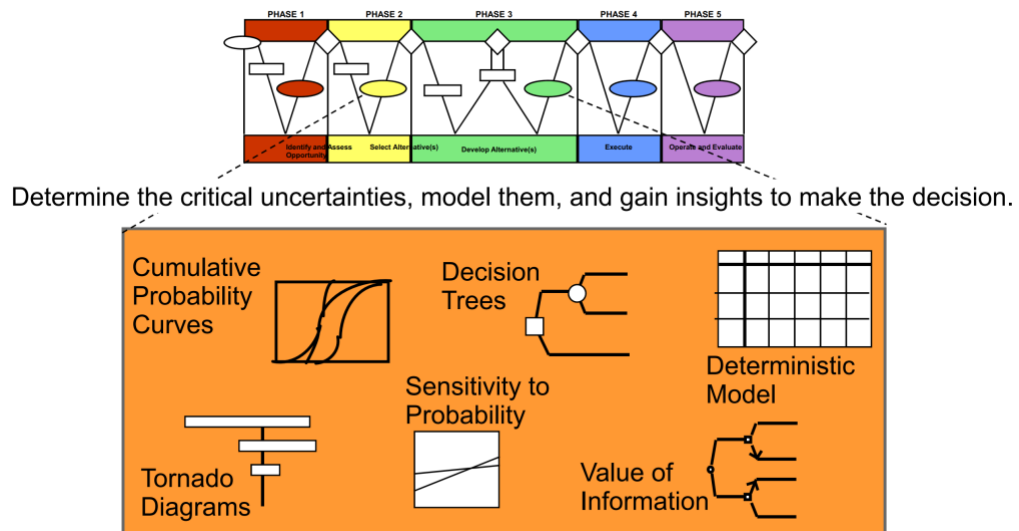 PHASE 1 PHASE 2 PHASE 3 PHASE 4 PHASE 5
Identify and Assess
Opportunity
Select Alternative(s)
Develop Alternative(s)
Execute
Operate and Evaluate
Determine the critical uncertainties, model them, and gain insights to make the decision.
Cumulative
Probability
Curves
Decision
Trees
Deterministic
Model
Tornado
Diagrams
Sensitivity to
Probability
Value of
Information